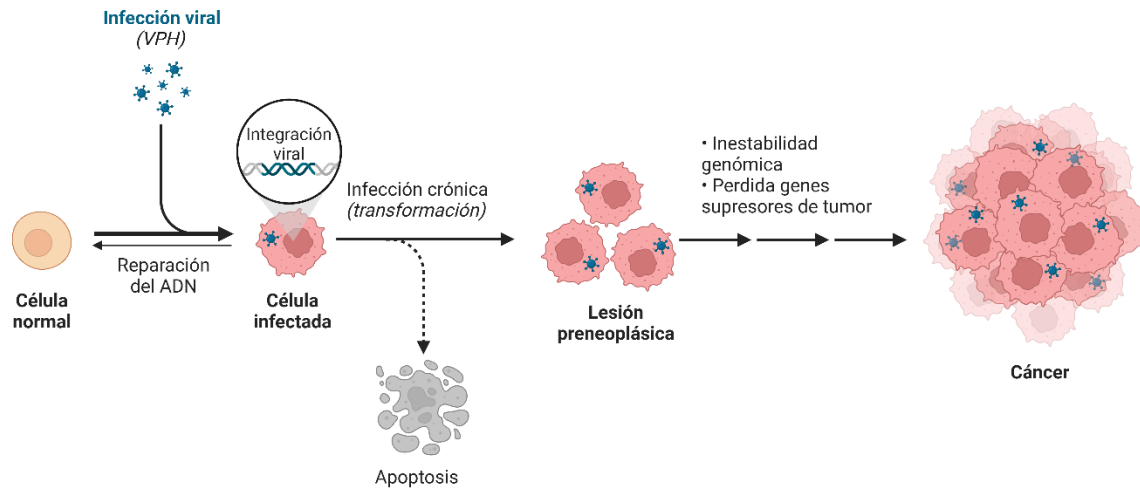 Infección viral
(VPH)
Integración
viral
Infección crónica
(transformación)
• Inestabilidad
genómica
• Perdida genes
supresores de tumor
Reparación
del ADN
Célula
normal
Célula
infectada
Lesión
preneoplásica
Cáncer
Apoptosis